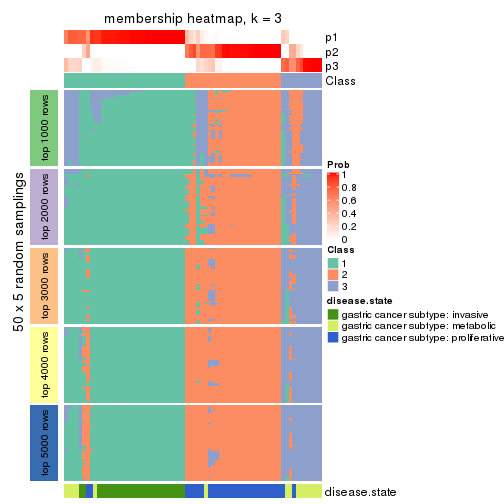 membership heatmap, k = 3
p1
p2
p3
Class
50 x 5 random samplings
top 1000 rows
top 2000 rows
top 3000 rows
top 4000 rows
top 5000 rows
Prob
1
0.8
0.6
0.4
0.2
0
Class
1
2
3
disease.state
gastric cancer subtype: invasive
gastric cancer subtype: metabolic
gastric cancer subtype: proliferative
disease.state